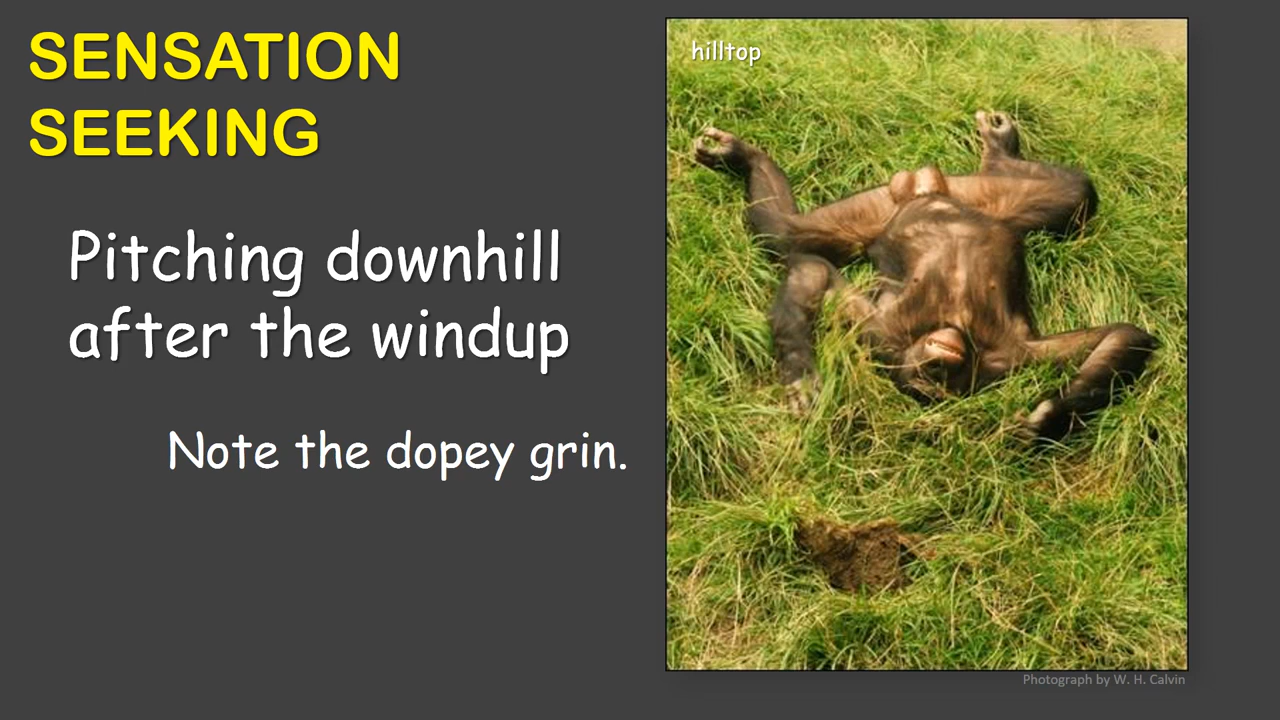 SENSATION
SEEKING
Pitching downhill
after the windup
Note the dopey grin.
hilltop
Photograph by W. H. Calvin